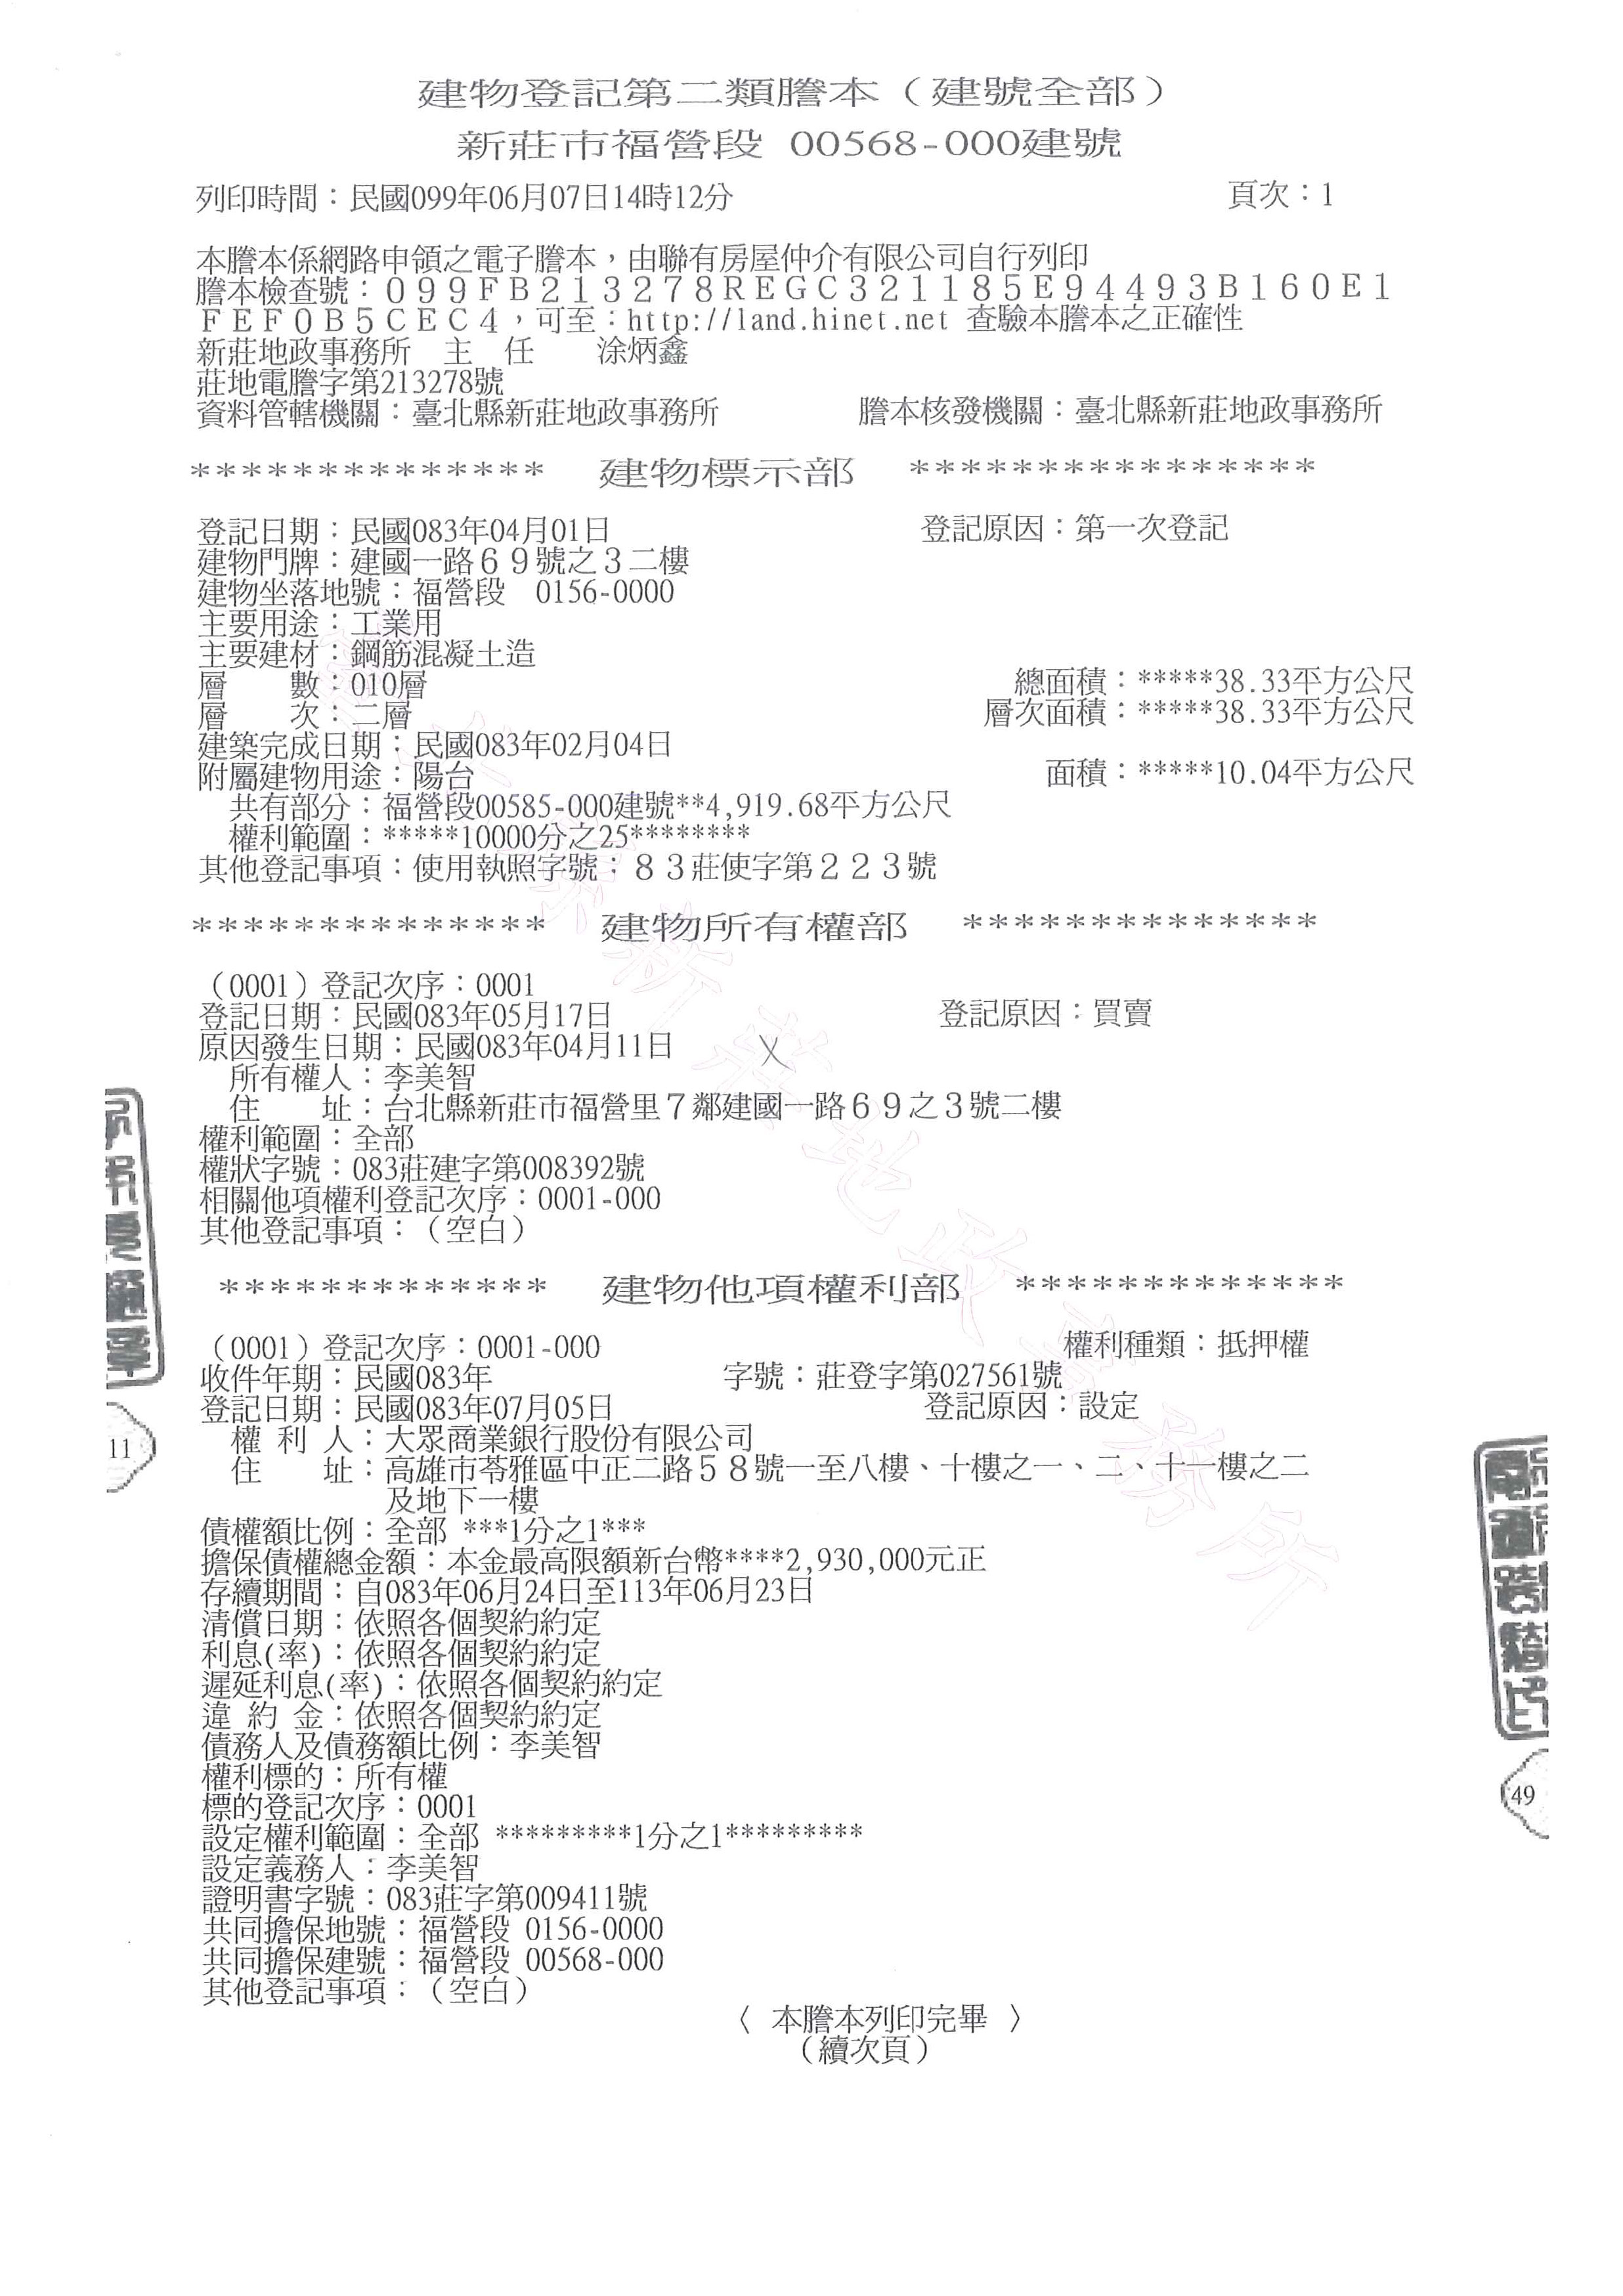 建物登記第二類謄本（建號全部）
新莊市福營段 00568-000建號
列印時間：民國099年06月07日14時12分 頁次：1
本謄本係網路申領之電子謄本，由聯有房屋仲介有限公司自行列印
謄本檢查號：０９９ＦＢ２１３２７８ＲＥＧＣ３２１１８５Ｅ９４４９３Ｂ１６０Ｅ１
ＦＥＦ０Ｂ５ＣＥＣ４，可至：http://land.hinet.net 查驗本謄本之正確性
新莊地政事務所　主　任　　涂炳鑫
莊地電謄字第213278號
資料管轄機關：臺北縣新莊地政事務所 謄本核發機關：臺北縣新莊地政事務所
************** 建物標示部 ****************
登記日期：民國083年04月01日 登記原因：第一次登記
建物門牌：建國一路６９號之３二樓
建物坐落地號：福營段　0156-0000
主要用途：工業用
主要建材：鋼筋混凝土造
層　　數：010層 總面積：*****38.33平方公尺
層　　次：二層 層次面積：*****38.33平方公尺
建築完成日期：民國083年02月04日
附屬建物用途：陽台 面積：*****10.04平方公尺
共有部分：福營段00585-000建號**4,919.68平方公尺
權利範圍：*****10000分之25********
其他登記事項：使用執照字號：８３莊使字第２２３號
************** 建物所有權部 **************
（0001）登記次序：0001
登記日期：民國083年05月17日 登記原因：買賣
原因發生日期：民國083年04月11日
所有權人：李美智
住　　址：台北縣新莊市福營里７鄰建國一路６９之３號二樓
權利範圍：全部
權狀字號：083莊建字第008392號
相關他項權利登記次序：0001-000
其他登記事項：（空白）
************* 建物他項權利部 *************
（0001）登記次序：0001-000 權利種類：抵押權
收件年期：民國083年 字號：莊登字第027561號
登記日期：民國083年07月05日 登記原因：設定
權 利 人：大眾商業銀行股份有限公司
住　　址：高雄市苓雅區中正二路５８號一至八樓、十樓之一、二、十一樓之二
及地下一樓
債權額比例：全部 ***1分之1***
擔保債權總金額：本金最高限額新台幣****2,930,000元正
存續期間：自083年06月24日至113年06月23日
清償日期：依照各個契約約定
利息(率)：依照各個契約約定
遲延利息(率)：依照各個契約約定
違 約 金：依照各個契約約定
債務人及債務額比例：李美智
權利標的：所有權
標的登記次序：0001
設定權利範圍：全部 *********1分之1*********
設定義務人：李美智
證明書字號：083莊字第009411號
共同擔保地號：福營段 0156-0000
共同擔保建號：福營段 00568-000
其他登記事項：（空白）
〈 本謄本列印完畢 〉
（續次頁）
11
49